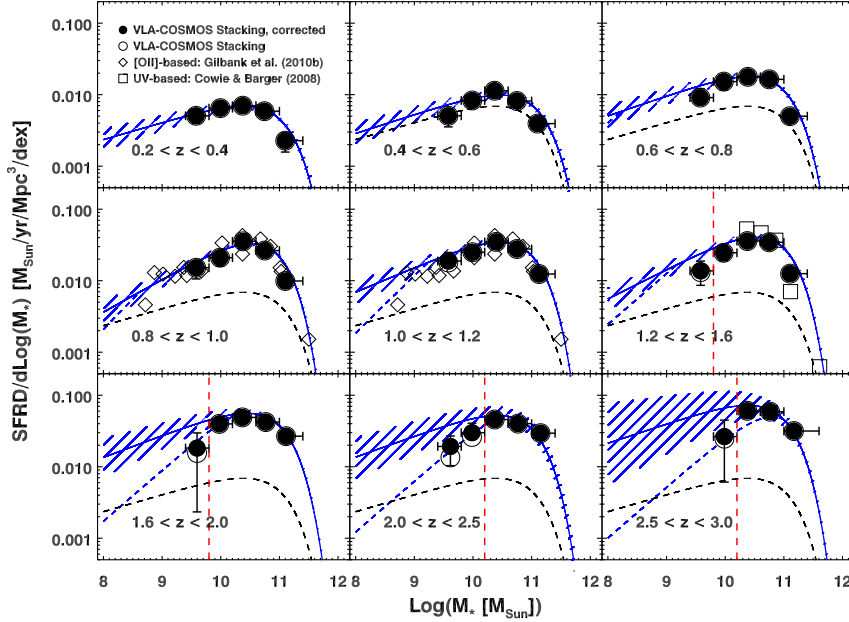 VLA-COSMOS Stacking, corrected
VLA-COSMOS Stacking
[OII]-based: Gilbank et al. (2010b)
UV-based: Cowie & Barger (2008)
0.100
0.010
0.001
0.2 < z < 0.4
0.4 < z < 0.6
0.6 < z < 0.8
0.100
0.010
0.001
0.8 < z < 1.0
1.0 < z < 1.2
1.2 < z < 1.6
0.100
0.010
0.001
1.6 < z < 2.0
2.0 < z < 2.5
2.5 < z < 3.0
8 9 10 11 12 8 9 10 11 12 8 9 10 11 12
SFRD/dLog(M*) [MSun/yr/Mpc3/dex]
Log(M* [MSun])